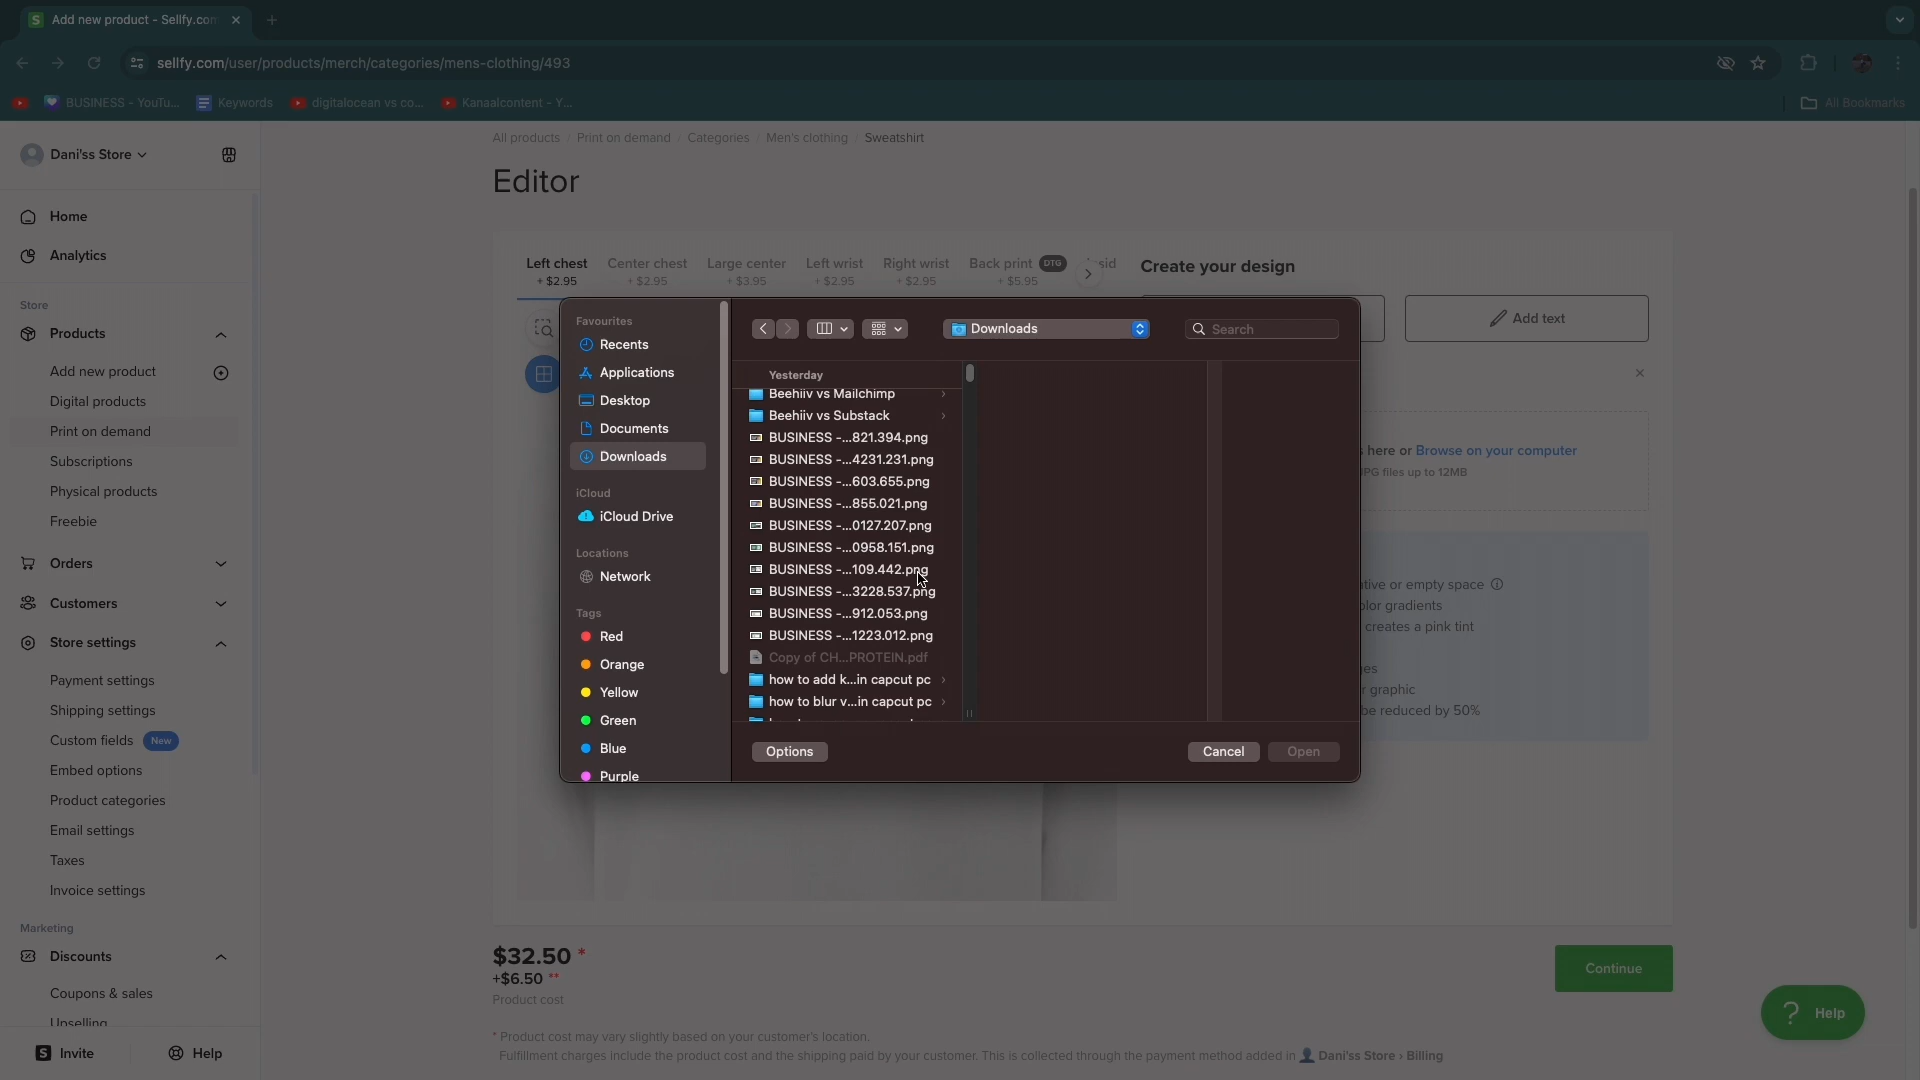 Add new product - Sellfy.com
sellfy.com/user/products/merch/categories/mens-clothing/493
BUSINESS - YouTu...
Keywords
digitalocean vs co...
Kanaalcontent - Y...
All Bookmarks
Dani'ss Store
Home
Analytics
Store
Products
Add new product
Digital products
Print on demand
Subscriptions
Physical products
Freebie
Orders
Customers
Store settings
Payment settings
Shipping settings
Custom fields New
Embed options
Product categories
Email settings
Taxes
Invoice settings
Marketing
Discounts
Coupons & sales
Upselling
Invite
Help
All products / Print on demand / Categories / Men's clothing / Sweatshirt
Editor
Left chest
+ $2.95
Center chest
+ $2.95
Large center
+ $3.95
Left wrist
+ $2.95
Right wrist
+ $2.95
Back print DTG
+ $5.95
Create your design
Add text
here or Browse on your computer
JPG files up to 12MB
or empty space
creates a pink tint
graphic
be reduced by 50%
Favourites
Recents
Applications
Desktop
Documents
Downloads
iCloud
iCloud Drive
Locations
Network
Tags
Red
Orange
Yellow
Green
Blue
Purple
Downloads
Search
Yesterday
Beehiiv vs Mailchimp
Beehiiv vs Substack
BUSINESS -...821.394.png
BUSINESS -...4231.231.png
BUSINESS -...603.655.png
BUSINESS -...855.021.png
BUSINESS -...0127.207.png
BUSINESS -...0958.151.png
BUSINESS -...109.442.png
BUSINESS -...3228.537.png
BUSINESS -...912.053.png
BUSINESS -...1223.012.png
Copy of CH...PROTEIN.pdf
how to add k...in capcut pc
how to blur v...in capcut pc
Options
Cancel
Open
$32.50 *
+$6.50 **
Product cost
Continue
* Product cost may vary slightly based on your customer's location.
Fulfillment charges include the product cost and the shipping paid by your customer. This is collected through the payment method added in Dani'ss Store › Billing
? Help